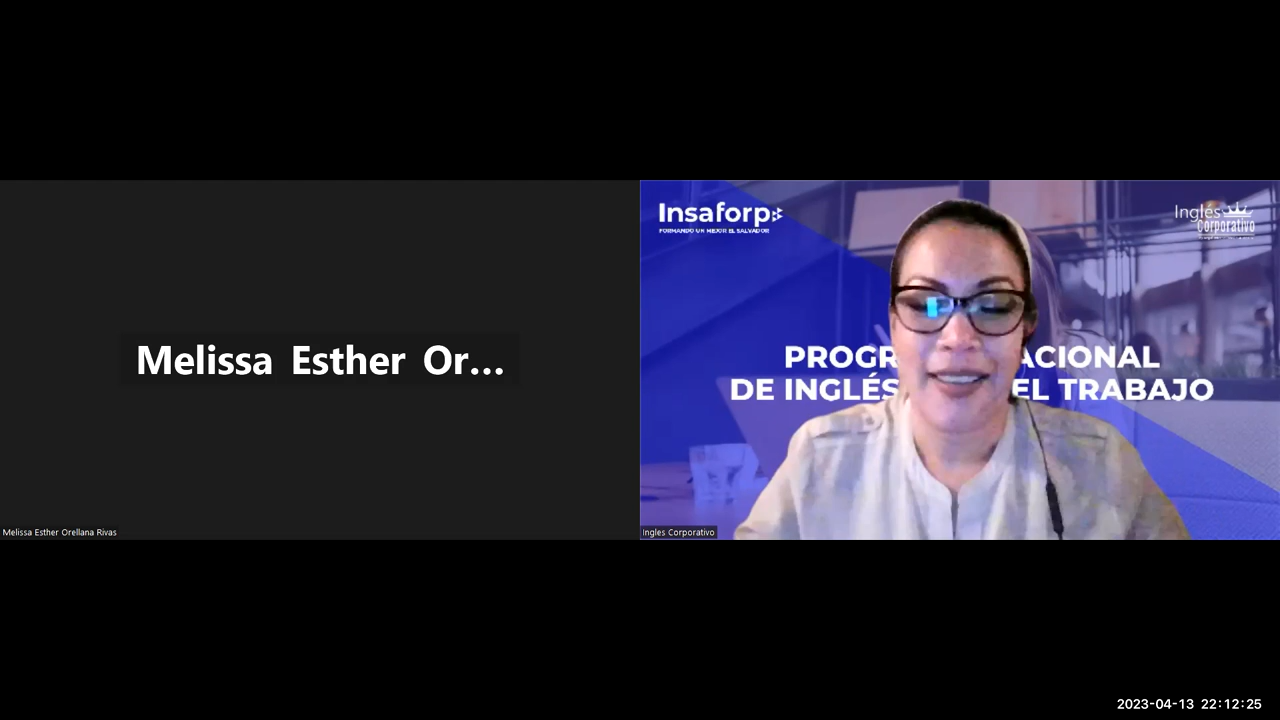 Melissa Esther Or...
Melissa Esther Orellana Rivas
Insaforp
FORMANDO UN MEJOR EL SALVADOR
Inglés
Corporativo
PROGR ACIONAL
DE INGLÉS EL TRABAJO
Ingles Corporativo
2023-04-13 22:12:25